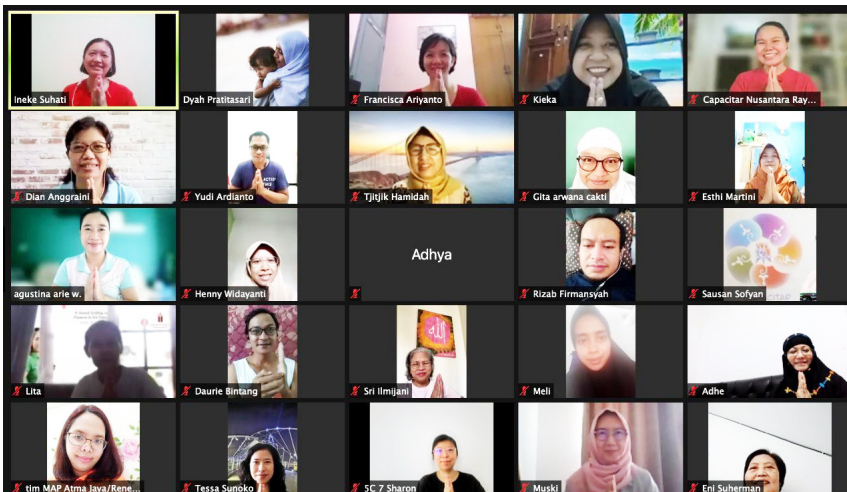 Ineke Suhati
Dyah Pratitasari
Francisca Ariyanto
Kieka
Capacitar Nusantara Ray...
Dian Anggraini
Yudi Ardianto
Tjitjik Hamidah
Gita arwana cakti
Esthi Martini
agustina arie w.
Henny Widayanti
Adhya
Rizab Firmansyah
Sausan Sofyan
Lita
Daurie Bintang
Sri Ilmijani
Meli
Adhe
tim MAP Atma Jaya/Rene...
Tessa Sunoko
5C 7 Sharon
Muski
Eni Suherman